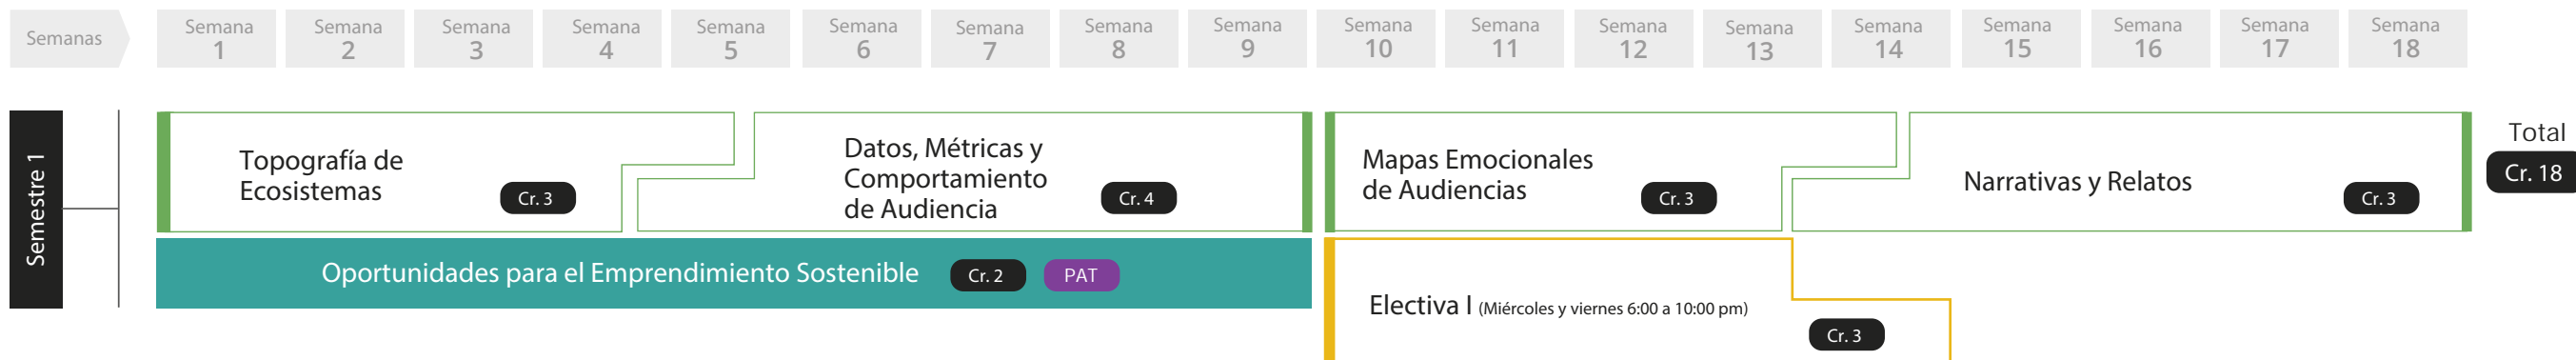 Semanas
Semana 1
Semana 2
Semana 3
Semana 4
Semana 5
Semana 6
Semana 7
Semana 8
Semana 9
Semana 10
Semana 11
Semana 12
Semana 13
Semana 14
Semana 15
Semana 16
Semana 17
Semana 18
Semestre 1
Topografía de
Ecosistemas
Cr. 3
Datos, Métricas y
Comportamiento
de Audiencia
Cr. 4
Mapas Emocionales
de Audiencias
Cr. 3
Narrativas y Relatos
Cr. 3
Total
Cr. 18
Oportunidades para el Emprendimiento Sostenible
Cr. 2
PAT
Electiva I (Miércoles y viernes 6:00 a 10:00 pm)
Cr. 3